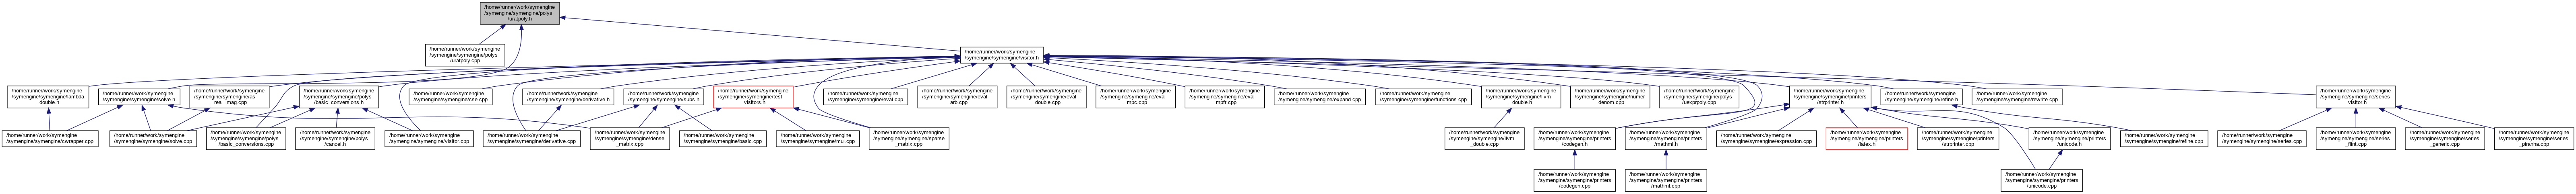 /home/runner/work/symengine
/symengine/symengine/polys
/uratpoly.h
/home/runner/work/symengine
/symengine/symengine/polys
/uratpoly.cpp
/home/runner/work/symengine
/symengine/symengine/visitor.h
/home/runner/work/symengine
/symengine/symengine/lambda
_double.h
/home/runner/work/symengine
/symengine/symengine/solve.h
/home/runner/work/symengine
/symengine/symengine/as
_real_imag.cpp
/home/runner/work/symengine
/symengine/symengine/polys
/basic_conversions.h
/home/runner/work/symengine
/symengine/symengine/cse.cpp
/home/runner/work/symengine
/symengine/symengine/derivative.h
/home/runner/work/symengine
/symengine/symengine/subs.h
/home/runner/work/symengine
/symengine/symengine/test
_visitors.h
/home/runner/work/symengine
/symengine/symengine/eval.cpp
/home/runner/work/symengine
/symengine/symengine/eval
_arb.cpp
/home/runner/work/symengine
/symengine/symengine/eval
_double.cpp
/home/runner/work/symengine
/symengine/symengine/eval
_mpc.cpp
/home/runner/work/symengine
/symengine/symengine/eval
_mpfr.cpp
/home/runner/work/symengine
/symengine/symengine/expand.cpp
/home/runner/work/symengine
/symengine/symengine/functions.cpp
/home/runner/work/symengine
/symengine/symengine/llvm
_double.h
/home/runner/work/symengine
/symengine/symengine/numer
_denom.cpp
/home/runner/work/symengine
/symengine/symengine/polys
/uexprpoly.cpp
/home/runner/work/symengine
/symengine/symengine/printers
/strprinter.h
/home/runner/work/symengine
/symengine/symengine/refine.h
/home/runner/work/symengine
/symengine/symengine/rewrite.cpp
/home/runner/work/symengine
/symengine/symengine/series
_visitor.h
/home/runner/work/symengine
/symengine/symengine/cwrapper.cpp
/home/runner/work/symengine
/symengine/symengine/solve.cpp
/home/runner/work/symengine
/symengine/symengine/polys
/basic_conversions.cpp
/home/runner/work/symengine
/symengine/symengine/polys
/cancel.h
/home/runner/work/symengine
/symengine/symengine/visitor.cpp
/home/runner/work/symengine
/symengine/symengine/derivative.cpp
/home/runner/work/symengine
/symengine/symengine/dense
_matrix.cpp
/home/runner/work/symengine
/symengine/symengine/basic.cpp
/home/runner/work/symengine
/symengine/symengine/mul.cpp
/home/runner/work/symengine
/symengine/symengine/sparse
_matrix.cpp
/home/runner/work/symengine
/symengine/symengine/llvm
_double.cpp
/home/runner/work/symengine
/symengine/symengine/printers
/codegen.h
/home/runner/work/symengine
/symengine/symengine/printers
/mathml.h
/home/runner/work/symengine
/symengine/symengine/expression.cpp
/home/runner/work/symengine
/symengine/symengine/printers
/latex.h
/home/runner/work/symengine
/symengine/symengine/printers
/strprinter.cpp
/home/runner/work/symengine
/symengine/symengine/printers
/unicode.h
/home/runner/work/symengine
/symengine/symengine/refine.cpp
/home/runner/work/symengine
/symengine/symengine/series.cpp
/home/runner/work/symengine
/symengine/symengine/series
_flint.cpp
/home/runner/work/symengine
/symengine/symengine/series
_generic.cpp
/home/runner/work/symengine
/symengine/symengine/series
_piranha.cpp
/home/runner/work/symengine
/symengine/symengine/printers
/codegen.cpp
/home/runner/work/symengine
/symengine/symengine/printers
/mathml.cpp
/home/runner/work/symengine
/symengine/symengine/printers
/unicode.cpp